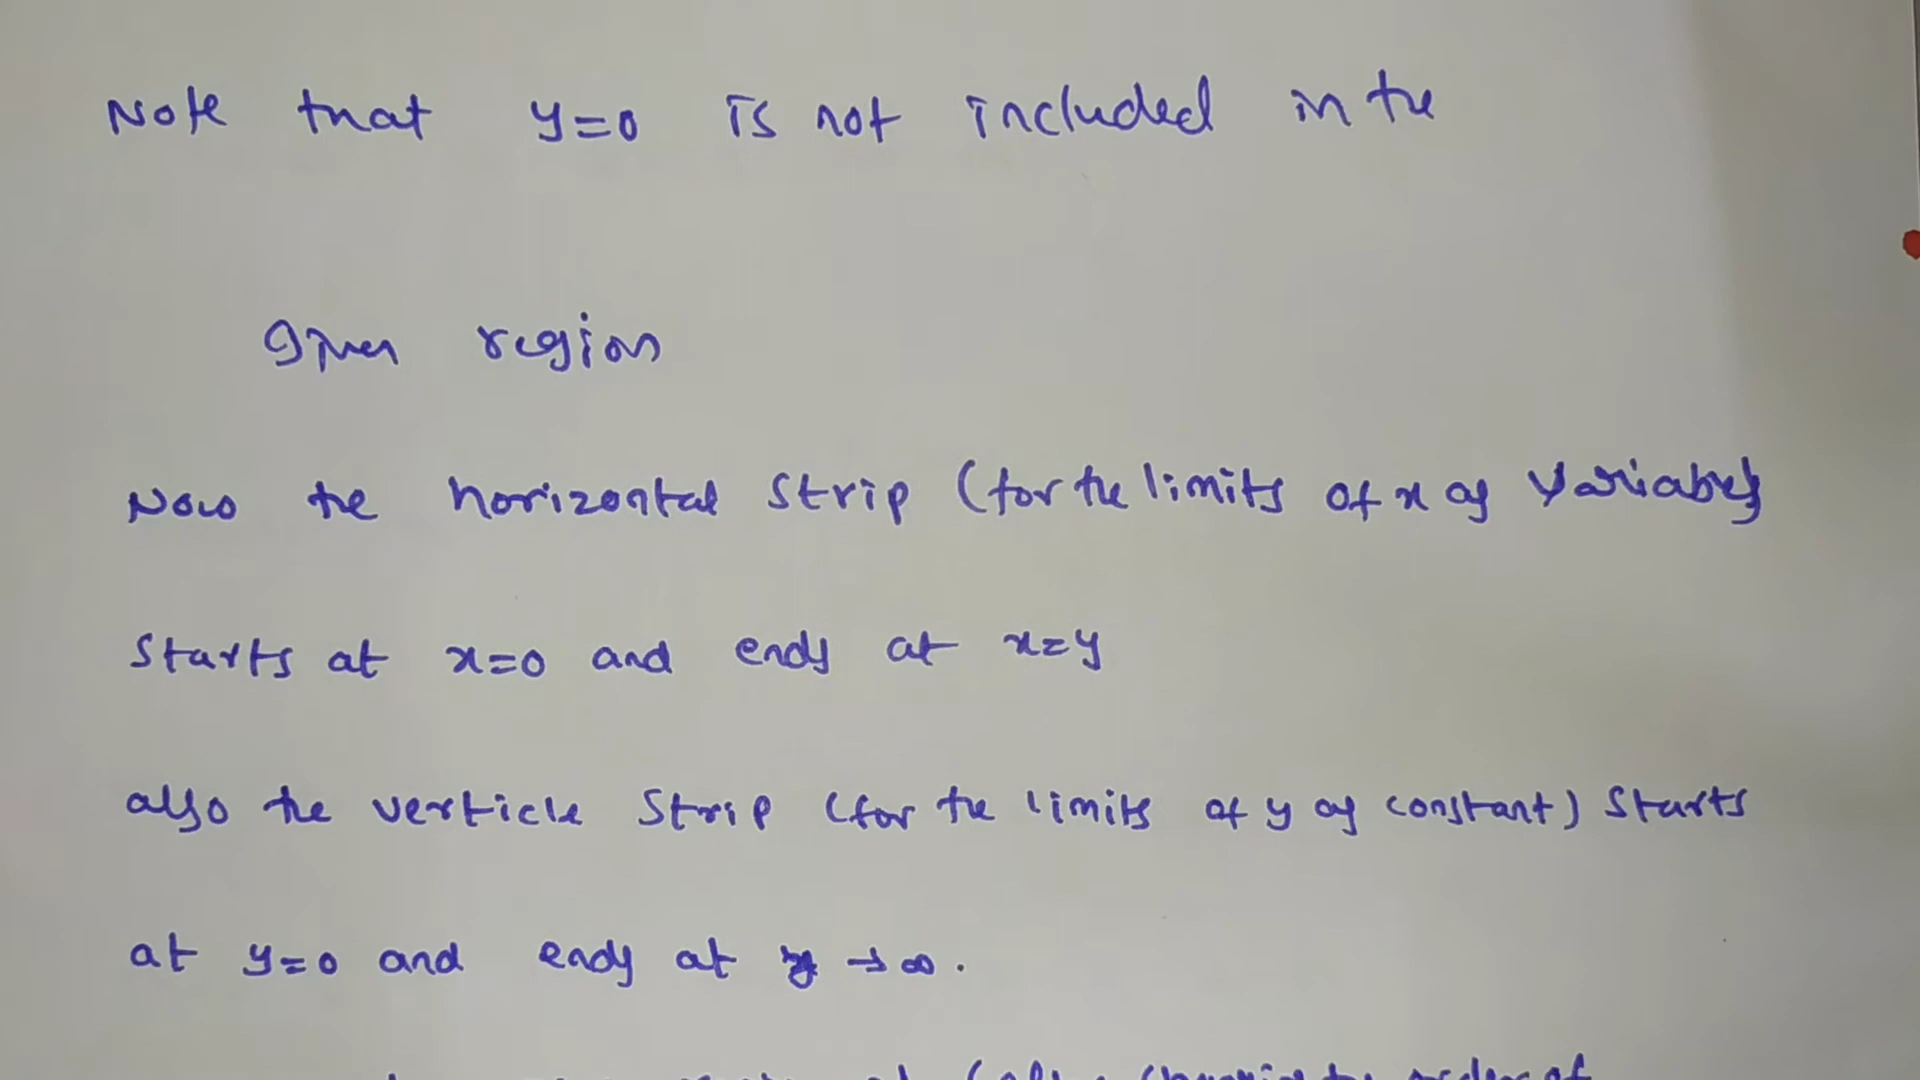 Note that y=0 is not included in the
given region
Now the horizontal strip (for the limits of x as variable)
starts at x=0 and ends at x=y
also the verticle strip (for the limits of y as constant) starts
at y=0 and ends at y → ∞.
order of